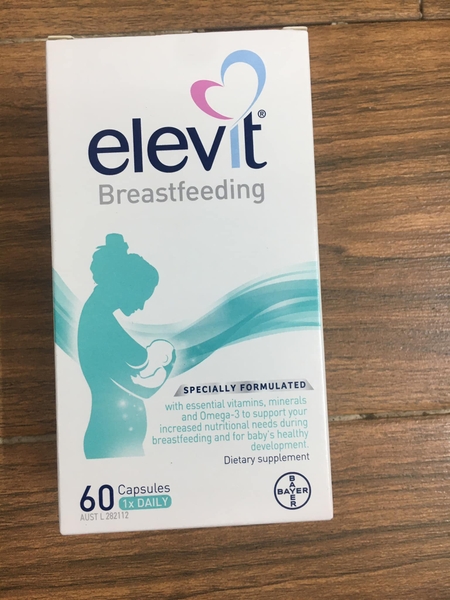 elevit®
Breastfeeding
SPECIALLY FORMULATED
with essential vitamins, minerals
and Omega-3 to support your
increased nutritional needs during
breastfeeding and for baby's healthy
development.
Dietary supplement
60 Capsules
1x DAILY
AUST L 282112
BAYER
BAYER